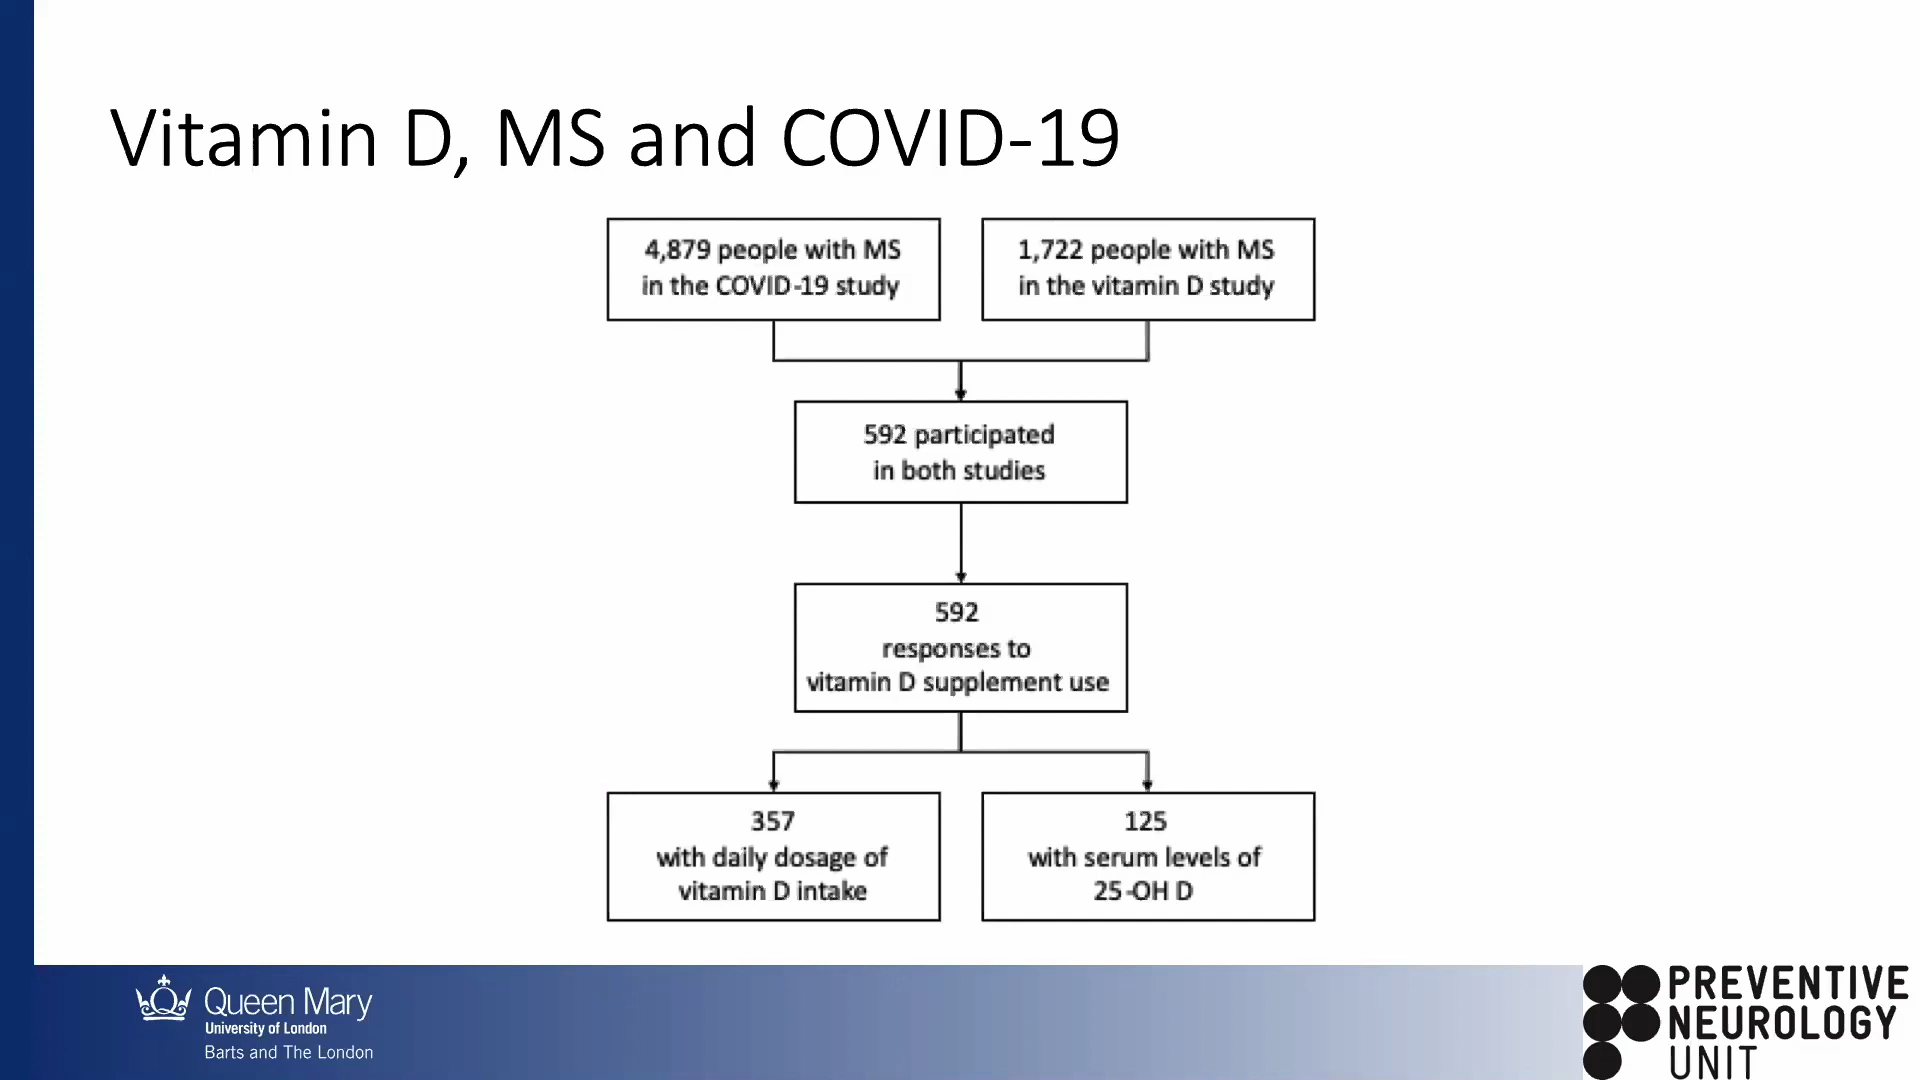 Vitamin D, MS and COVID-19
4,879 people with MS
in the COVID-19 study
1,722 people with MS
in the vitamin D study
592 participated
in both studies
592
responses to
vitamin D supplement use
357
with daily dosage of
vitamin D intake
125
with serum levels of
25-OH D
Queen Mary
University of London
Barts and The London
PREVENTIVE
NEUROLOGY
UNIT